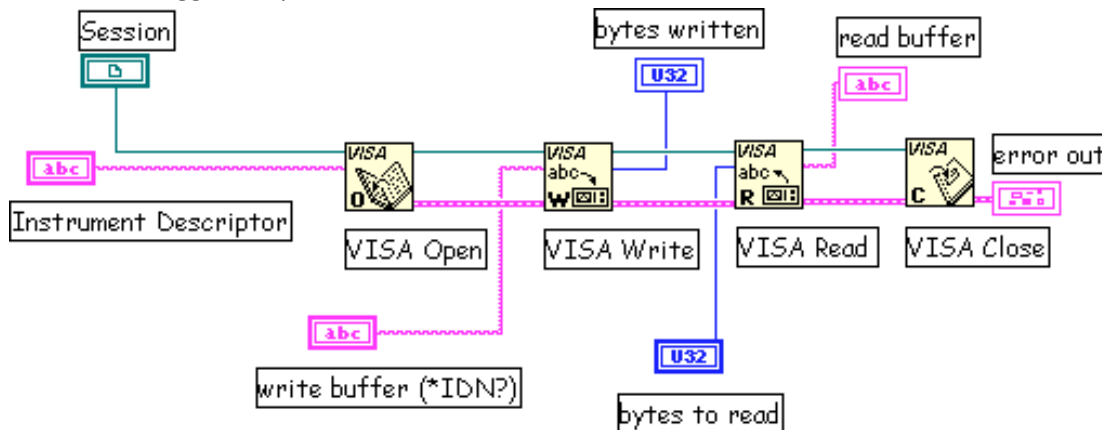 Session
bytes written
read buffer
U32
abc
abc
VISA
VISA
abc
VISA
abc
VISA
error out
O
W
R
C
Instrument Descriptor
VISA Open
VISA Write
VISA Read
VISA Close
abc
U32
write buffer (*IDN?)
bytes to read